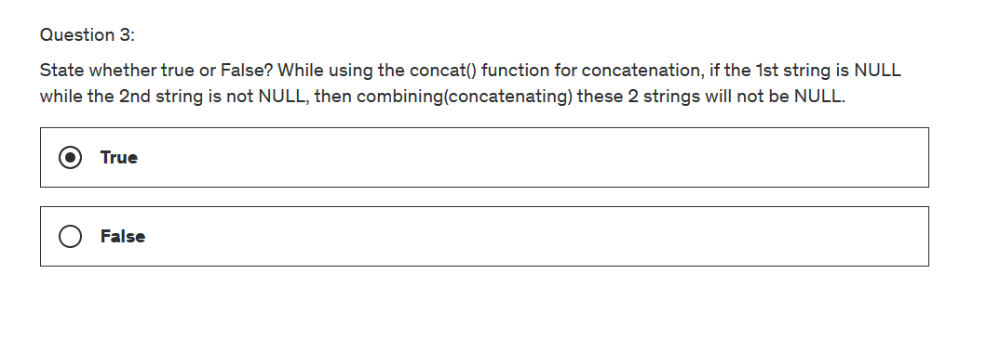 Question 3:
State whether true or False? While using the concat() function for concatenation, if the 1st string is NULL
while the 2nd string is not NULL, then combining(concatenating) these 2 strings will not be NULL.
True
False